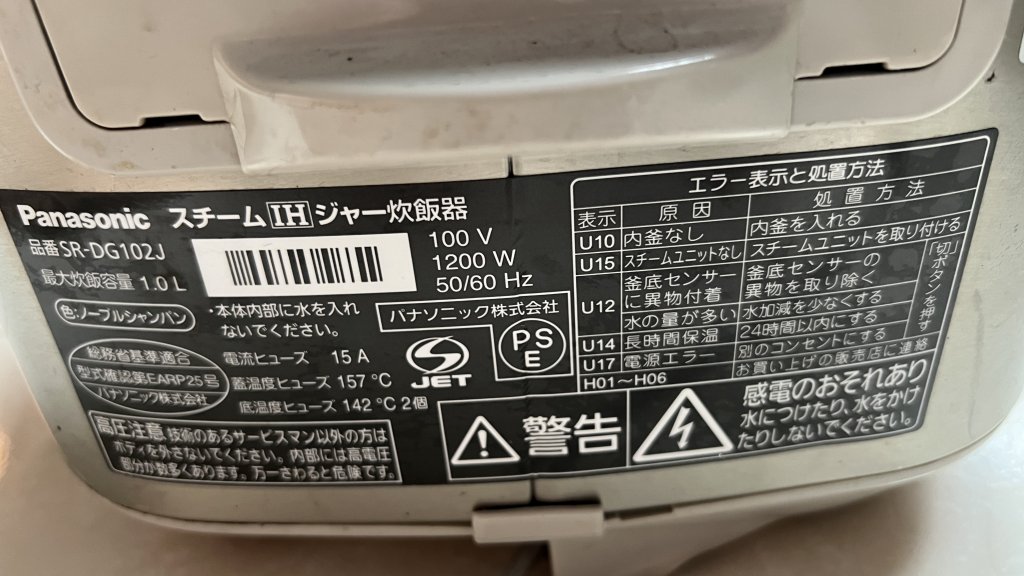 Panasonic スチームIHジャー炊飯器
品番 SR-DG102J
最大炊飯容量 1.0 L
100 V
1200 W
50/60 Hz
色:ノーブルシャンパン
・本体内部に水を入れ
ないでください。
パナソニック株式会社
総務省基準適合
型式確認第EARP25号
パナソニック株式会社
電流ヒューズ 15 A
蓄温度ヒューズ 157 ℃
底温度ヒューズ 142 ℃ 2個
JET
PS
E
高圧注意 技術のあるサービスマン以外の方は
ボディを外さないでください。内部には高電圧
部分が数多くあります。万一さわると危険です。
警告
感電のおそれあり
水につけたり、水をかけ
たりしないでください。
エラー表示と処置方法
表示 原因 処置方法
U10 内釜なし 内釜を入れる
U15 スチームユニットなし スチームユニットを取り付ける
U12 釜底センサー
に異物付着
釜底センサーの
異物を取り除く
水の量が多い 水加減を少なくする
U14 長時間保温 24時間以内にする
U17 電源エラー 別のコンセントにする
「切」ボタンを押す
H01〜H06 お買い上げの販売店に連絡